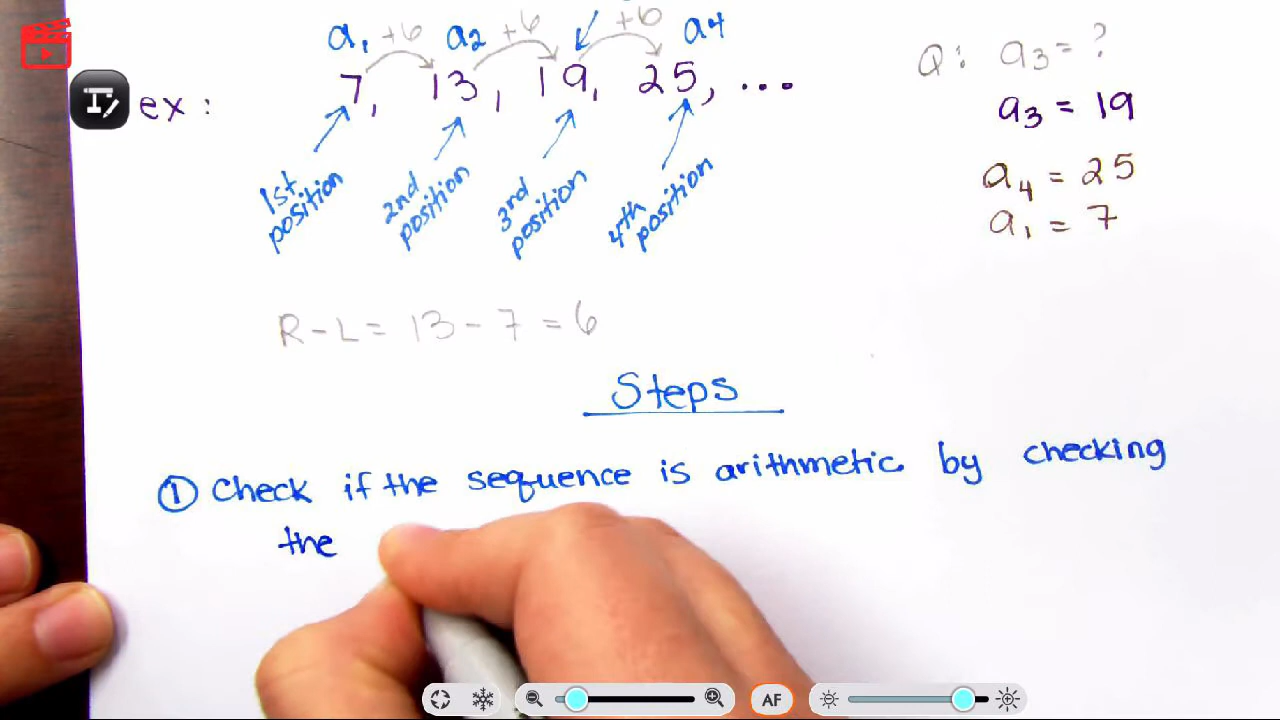 a1 +6 a2 +6 +6 a4
ex: 7, 13, 19, 25, ...
1st position 2nd position 3rd position 4th position
Q: a3 = ?
a3 = 19
a4 = 25
a1 = 7
R - L = 13 - 7 = 6
Steps
① Check if the sequence is arithmetic by checking
the
AF